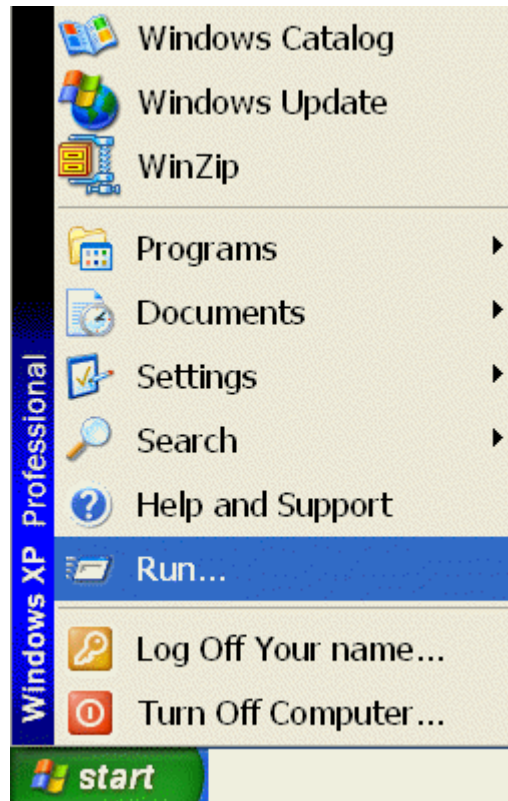 Windows Catalog
Windows Update
WinZip
Programs
Documents
Settings
Search
Help and Support
Run...
Log Off Your name...
Turn Off Computer...
Windows XP Professional
start